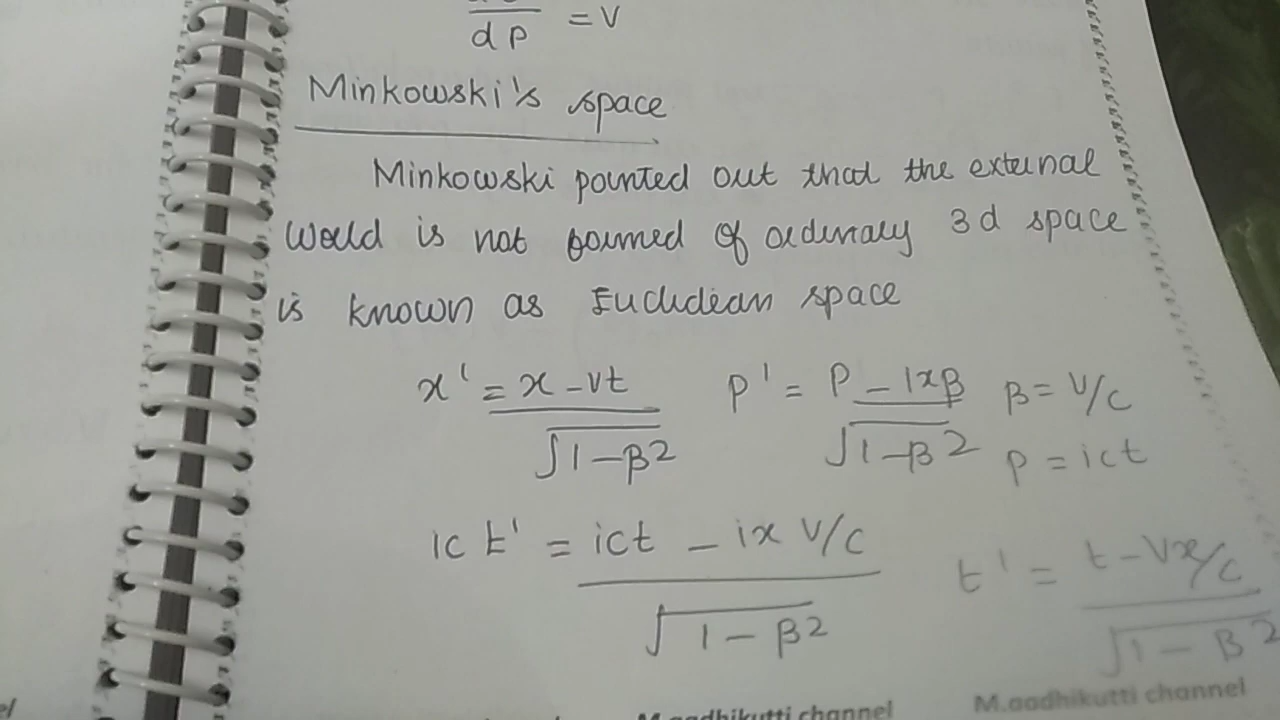 dP = V
Minkowski's space
Minkowski pointed out that the external
World is not formed of ordinary 3d space
is known as Euclidean space
x' = x - vt / √1-β2 P' = P - ixβ / √1-β2 β = v/c
P = ict
ic t' = ict - ix v/c / √1-β2 t' = t - Vx/c / √1-β2
M.aadhikutti channel
M.aadhikutti channel